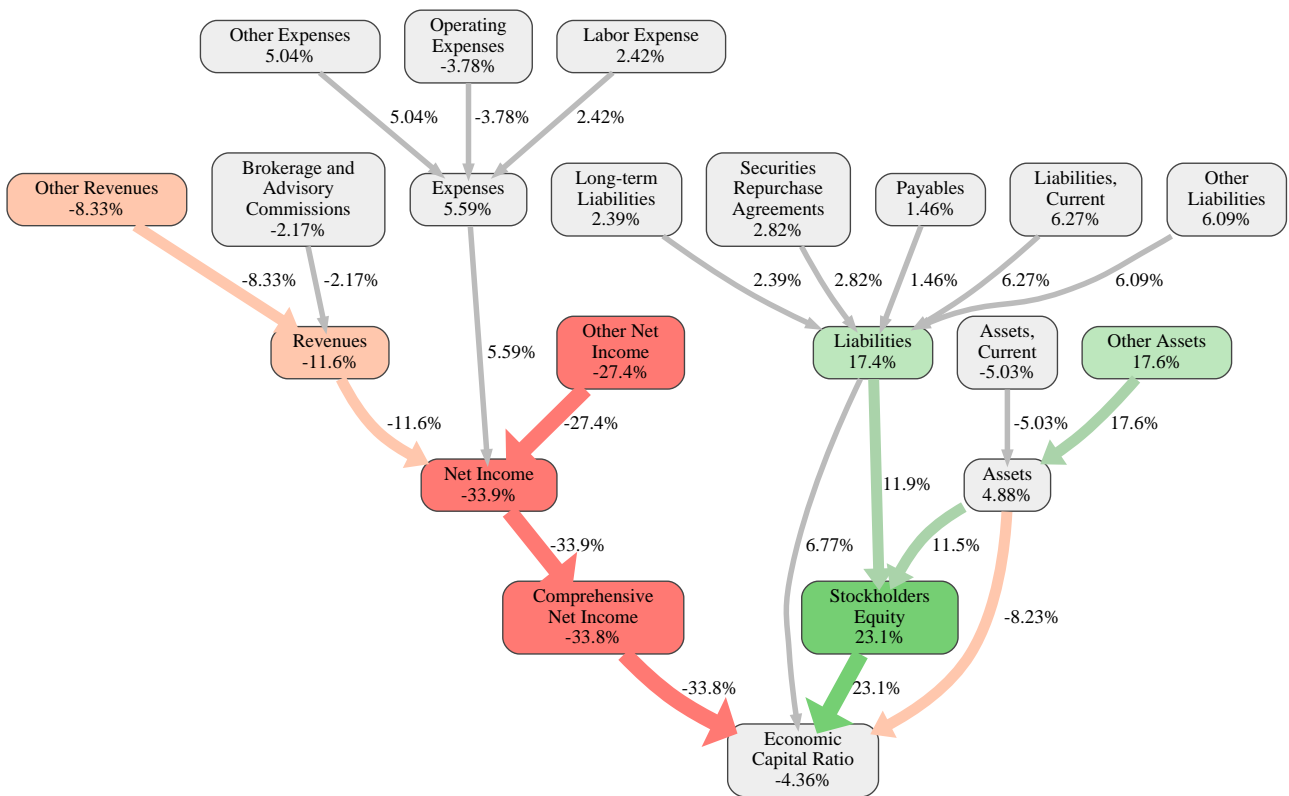 Other Expenses
5.04%
Operating
Expenses
-3.78%
Labor Expense
2.42%
5.04%
-3.78%
2.42%
Other Revenues
-8.33%
Brokerage and
Advisory
Commissions
-2.17%
Expenses
5.59%
Long-term
Liabilities
2.39%
Securities
Repurchase
Agreements
2.82%
Payables
1.46%
Liabilities,
Current
6.27%
Other
Liabilities
6.09%
-8.33%
-2.17%
2.39%
2.82%
1.46%
6.27%
6.09%
Revenues
-11.6%
5.59%
Other Net
Income
-27.4%
Liabilities
17.4%
Assets,
Current
-5.03%
Other Assets
17.6%
-11.6%
-27.4%
-5.03%
17.6%
Net Income
-33.9%
11.9%
Assets
4.88%
-33.9%
6.77%
11.5%
Comprehensive
Net Income
-33.8%
Stockholders
Equity
23.1%
-8.23%
-33.8%
23.1%
Economic
Capital Ratio
-4.36%